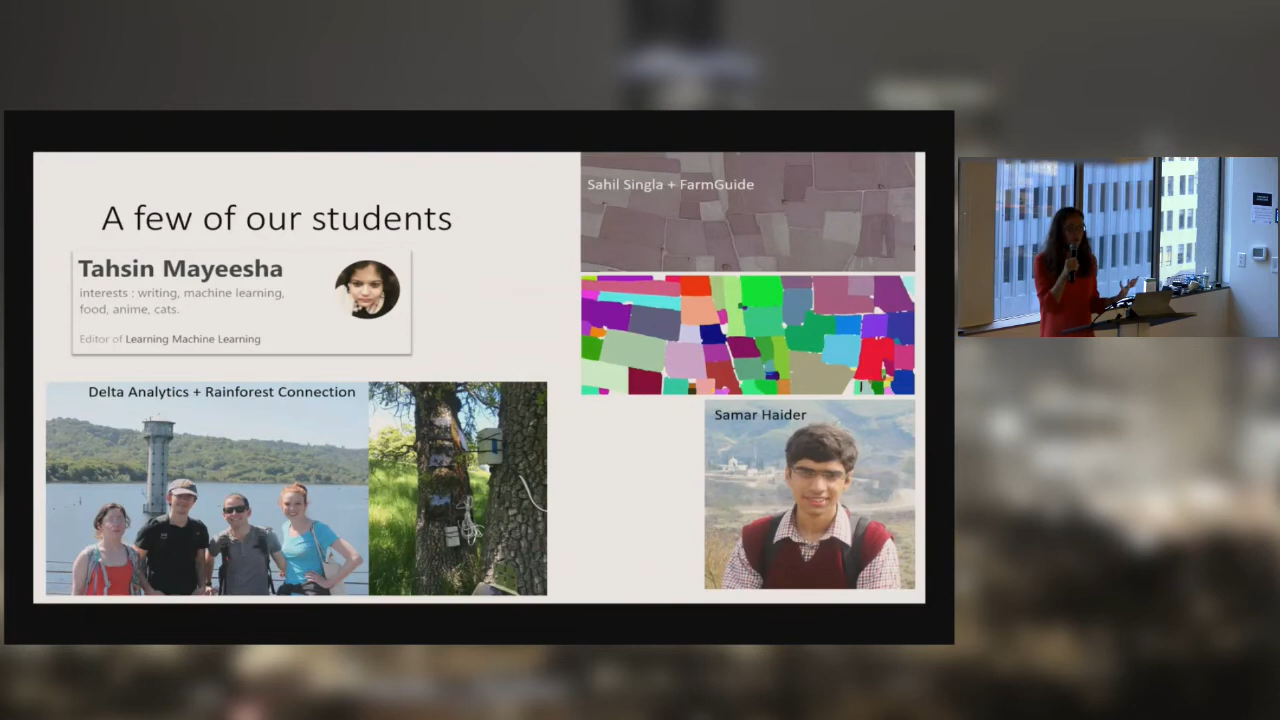 A few of our students
Tahsin Mayeesha
interests : writing, machine learning,
food, anime, cats.
Editor of Learning Machine Learning
Delta Analytics + Rainforest Connection
Sahil Singla + FarmGuide
Samar Haider